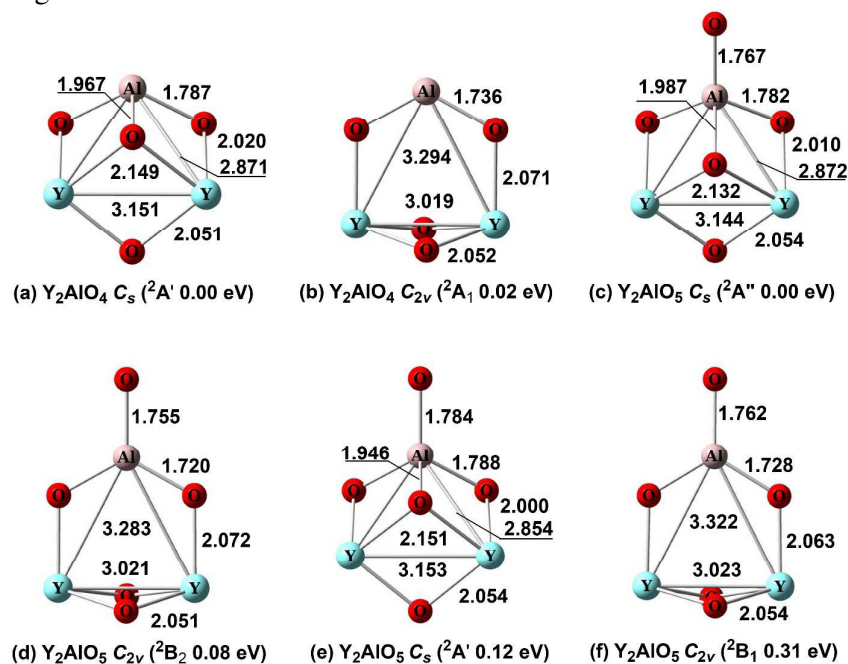 1.967
Al
1.787
O
O
O
2.020
2.149
2.871
Y
Y
3.151
2.051
O
(a) Y₂AlO₄ Cₛ (²A' 0.00 eV)
Al
1.736
O
O
3.294
2.071
3.019
Y
Y
O
O
2.052
(b) Y₂AlO₄ C₂ᵥ (²A₁ 0.02 eV)
O
1.767
1.987
Al
1.782
O
O
2.010
O
2.132
2.872
Y
Y
3.144
2.054
O
(c) Y₂AlO₅ Cₛ (²A'' 0.00 eV)
O
1.755
Al
1.720
O
O
3.283
2.072
3.021
Y
Y
O
O
2.051
(d) Y₂AlO₅ C₂ᵥ (²B₂ 0.08 eV)
O
1.784
1.946
Al
1.788
O
O
O
2.000
2.854
2.151
Y
Y
3.153
2.054
O
(e) Y₂AlO₅ Cₛ (²A' 0.12 eV)
O
1.762
Al
1.728
O
O
3.322
2.063
3.023
Y
Y
O
O
2.054
(f) Y₂AlO₅ C₂ᵥ (²B₁ 0.31 eV)